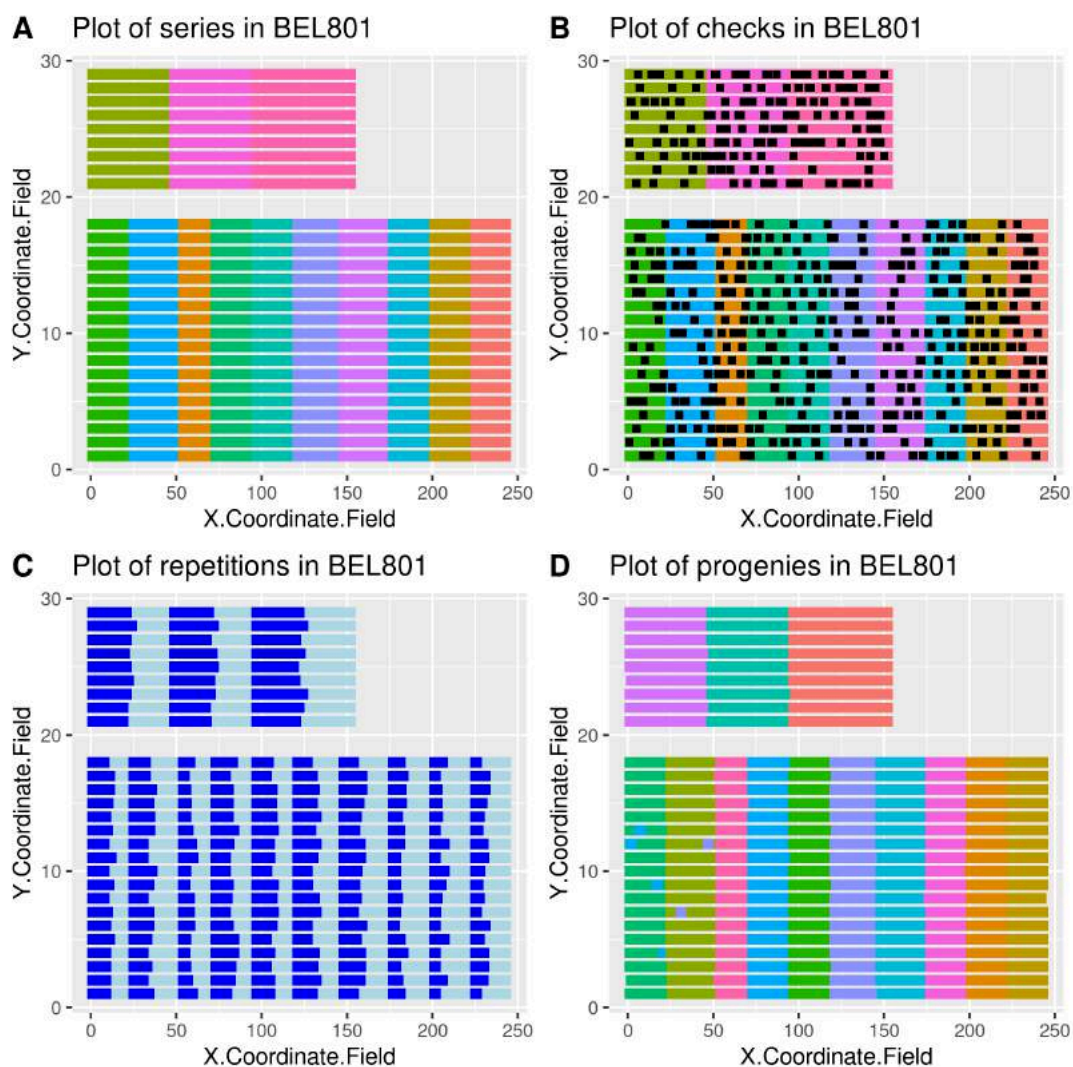 A Plot of series in BEL801
30
20
10
0
Y.Coordinate.Field
0 50 100 150 200 250
X.Coordinate.Field
B Plot of checks in BEL801
30
20
10
0
Y.Coordinate.Field
0 50 100 150 200 250
X.Coordinate.Field
C Plot of repetitions in BEL801
30
20
10
0
Y.Coordinate.Field
0 50 100 150 200 250
X.Coordinate.Field
D Plot of progenies in BEL801
30
20
10
0
Y.Coordinate.Field
0 50 100 150 200 250
X.Coordinate.Field